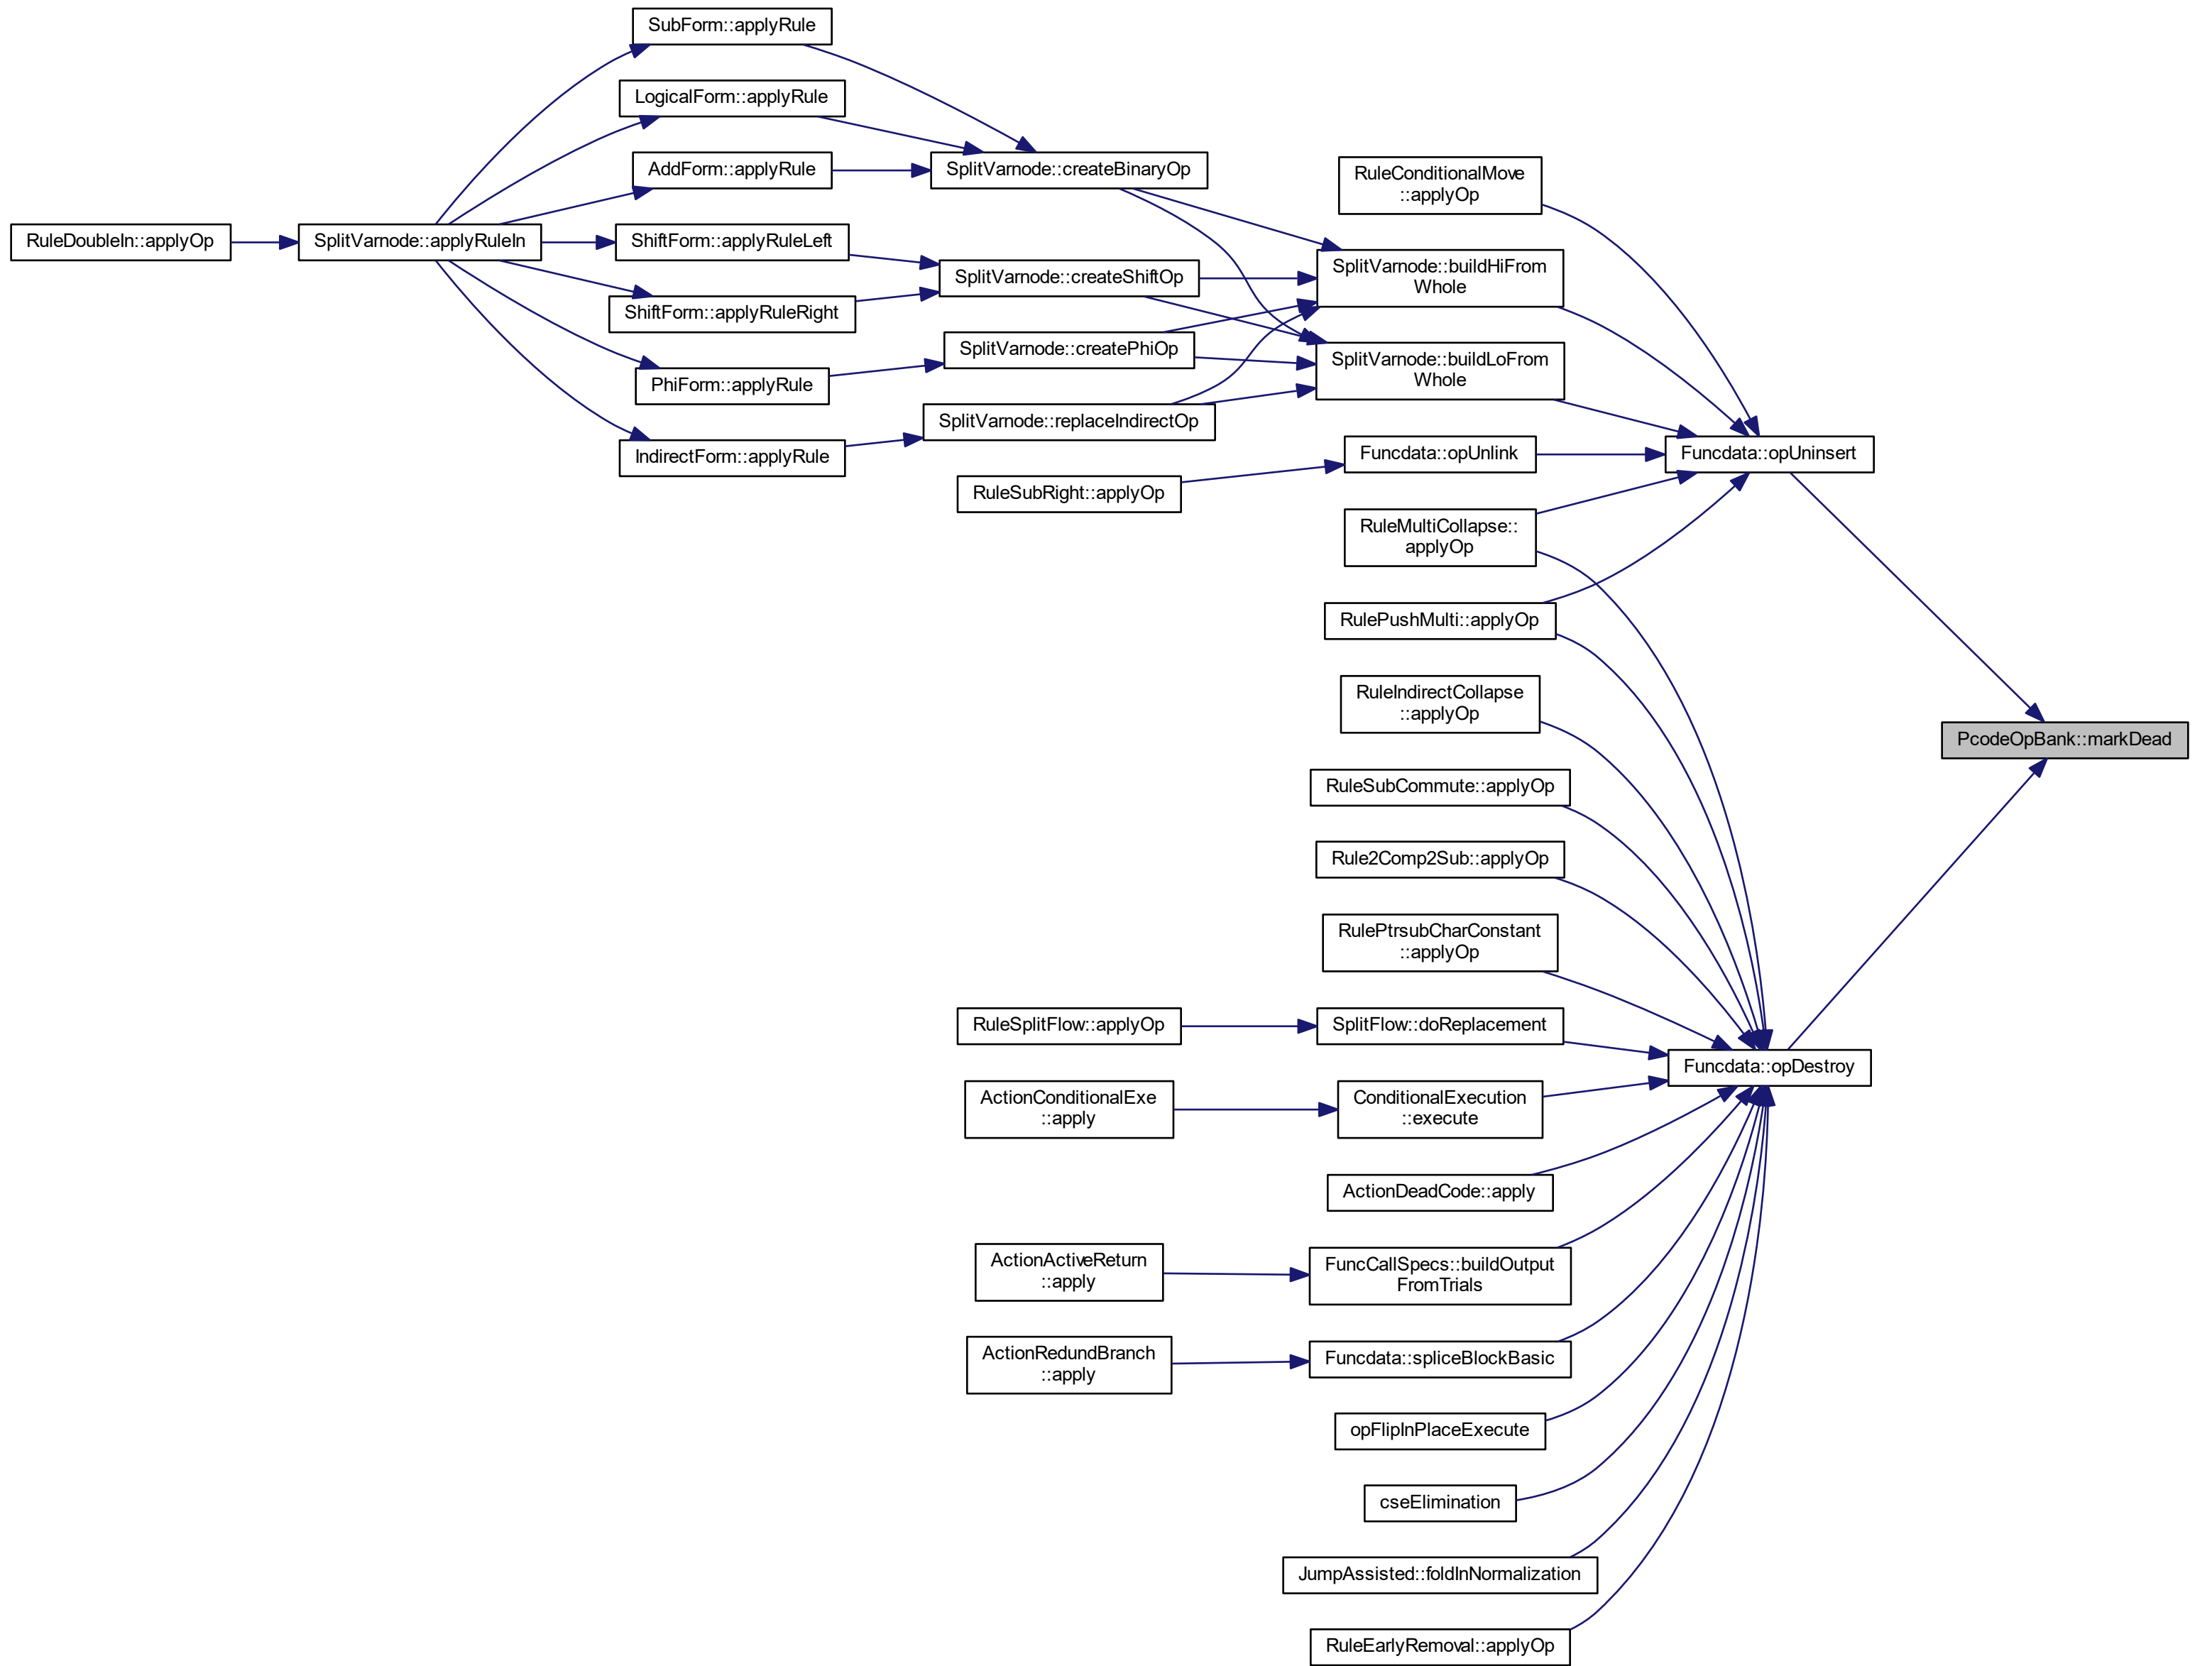 SubForm::applyRule
LogicalForm::applyRule
AddForm::applyRule
SplitVarnode::createBinaryOp
RuleConditionalMove
::applyOp
RuleDoubleIn::applyOp
SplitVarnode::applyRuleIn
ShiftForm::applyRuleLeft
SplitVarnode::createShiftOp
SplitVarnode::buildHiFrom
Whole
ShiftForm::applyRuleRight
SplitVarnode::createPhiOp
SplitVarnode::buildLoFrom
Whole
PhiForm::applyRule
SplitVarnode::replaceIndirectOp
IndirectForm::applyRule
Funcdata::opUnlink
Funcdata::opUninsert
RuleSubRight::applyOp
RuleMultiCollapse::
applyOp
RulePushMulti::applyOp
RuleIndirectCollapse
::applyOp
PcodeOpBank::markDead
RuleSubCommute::applyOp
Rule2Comp2Sub::applyOp
RulePtrsubCharConstant
::applyOp
RuleSplitFlow::applyOp
SplitFlow::doReplacement
Funcdata::opDestroy
ActionConditionalExe
::apply
ConditionalExecution
::execute
ActionDeadCode::apply
ActionActiveReturn
::apply
FuncCallSpecs::buildOutput
FromTrials
ActionRedundBranch
::apply
Funcdata::spliceBlockBasic
opFlipInPlaceExecute
cseElimination
JumpAssisted::foldInNormalization
RuleEarlyRemoval::applyOp